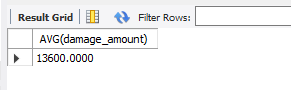 Result Grid Filter Rows:
AVG(damage_amount)
13600.0000